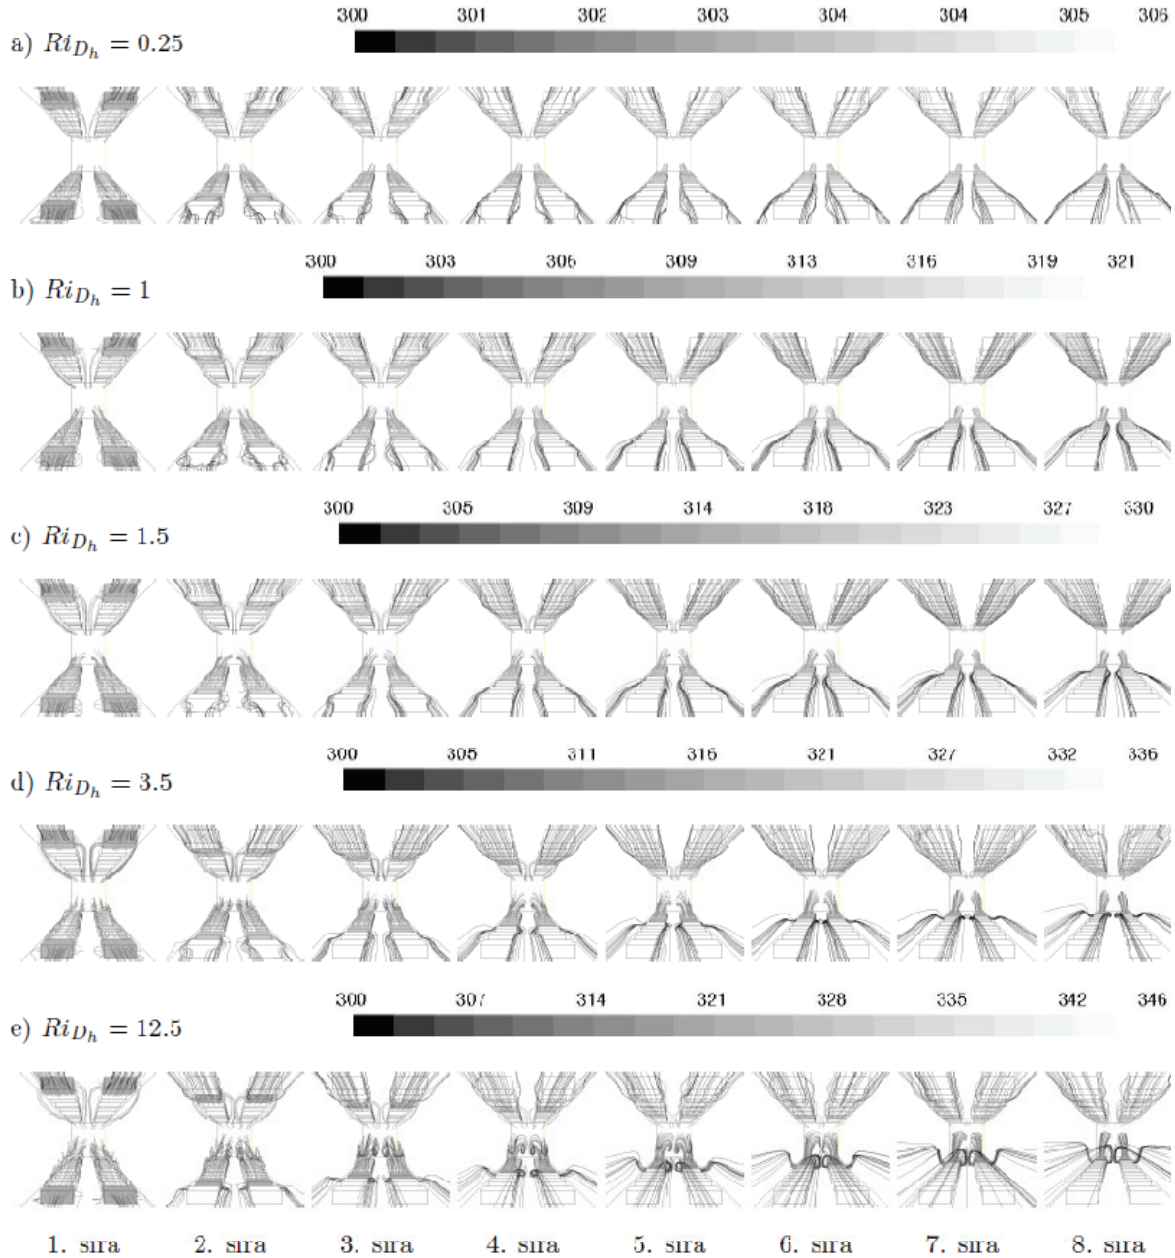 300 301 302 303 304 304 305 306
a) Ri_{D_h} = 0.25
300 303 306 309 313 316 319 321
b) Ri_{D_h} = 1
300 305 309 314 318 323 327 330
c) Ri_{D_h} = 1.5
300 305 311 316 321 327 332 336
d) Ri_{D_h} = 3.5
300 307 314 321 328 335 342 346
e) Ri_{D_h} = 12.5
1. sıra 2. sıra 3. sıra 4. sıra 5. sıra 6. sıra 7. sıra 8. sıra